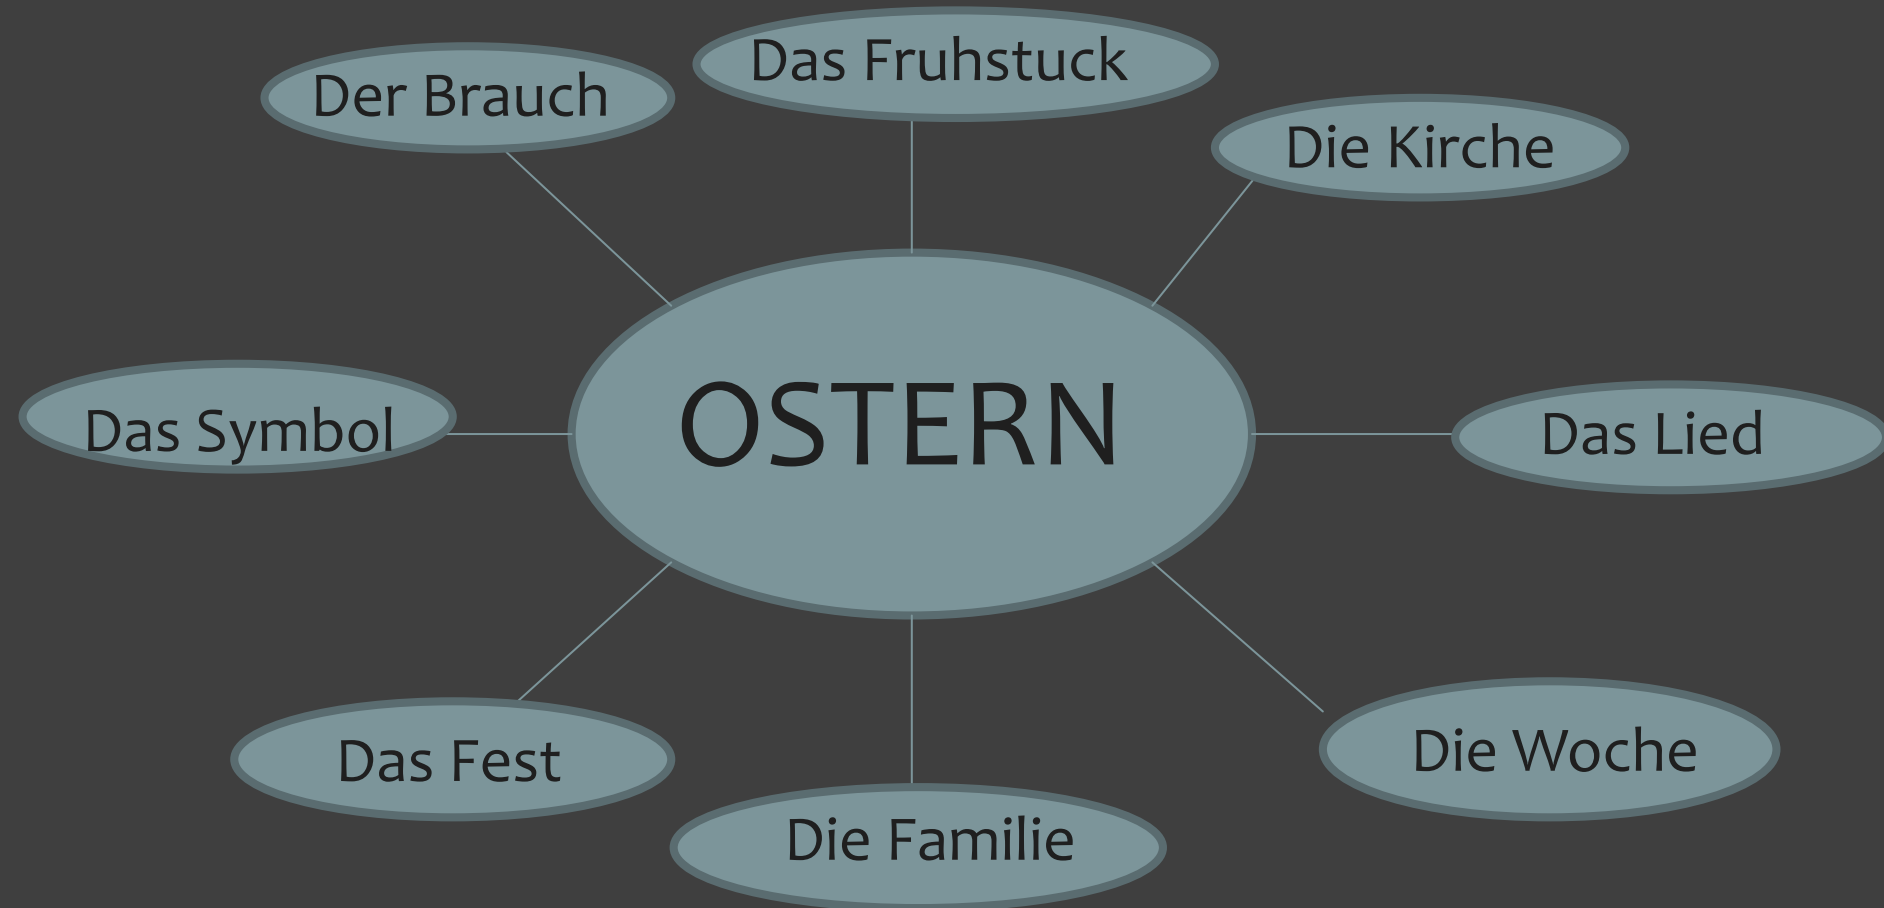 Das Fruhstuck
Der Brauch
Die Kirche
OSTERN
Das Symbol
Das Lied
Die Woche
Das Fest
Die Familie